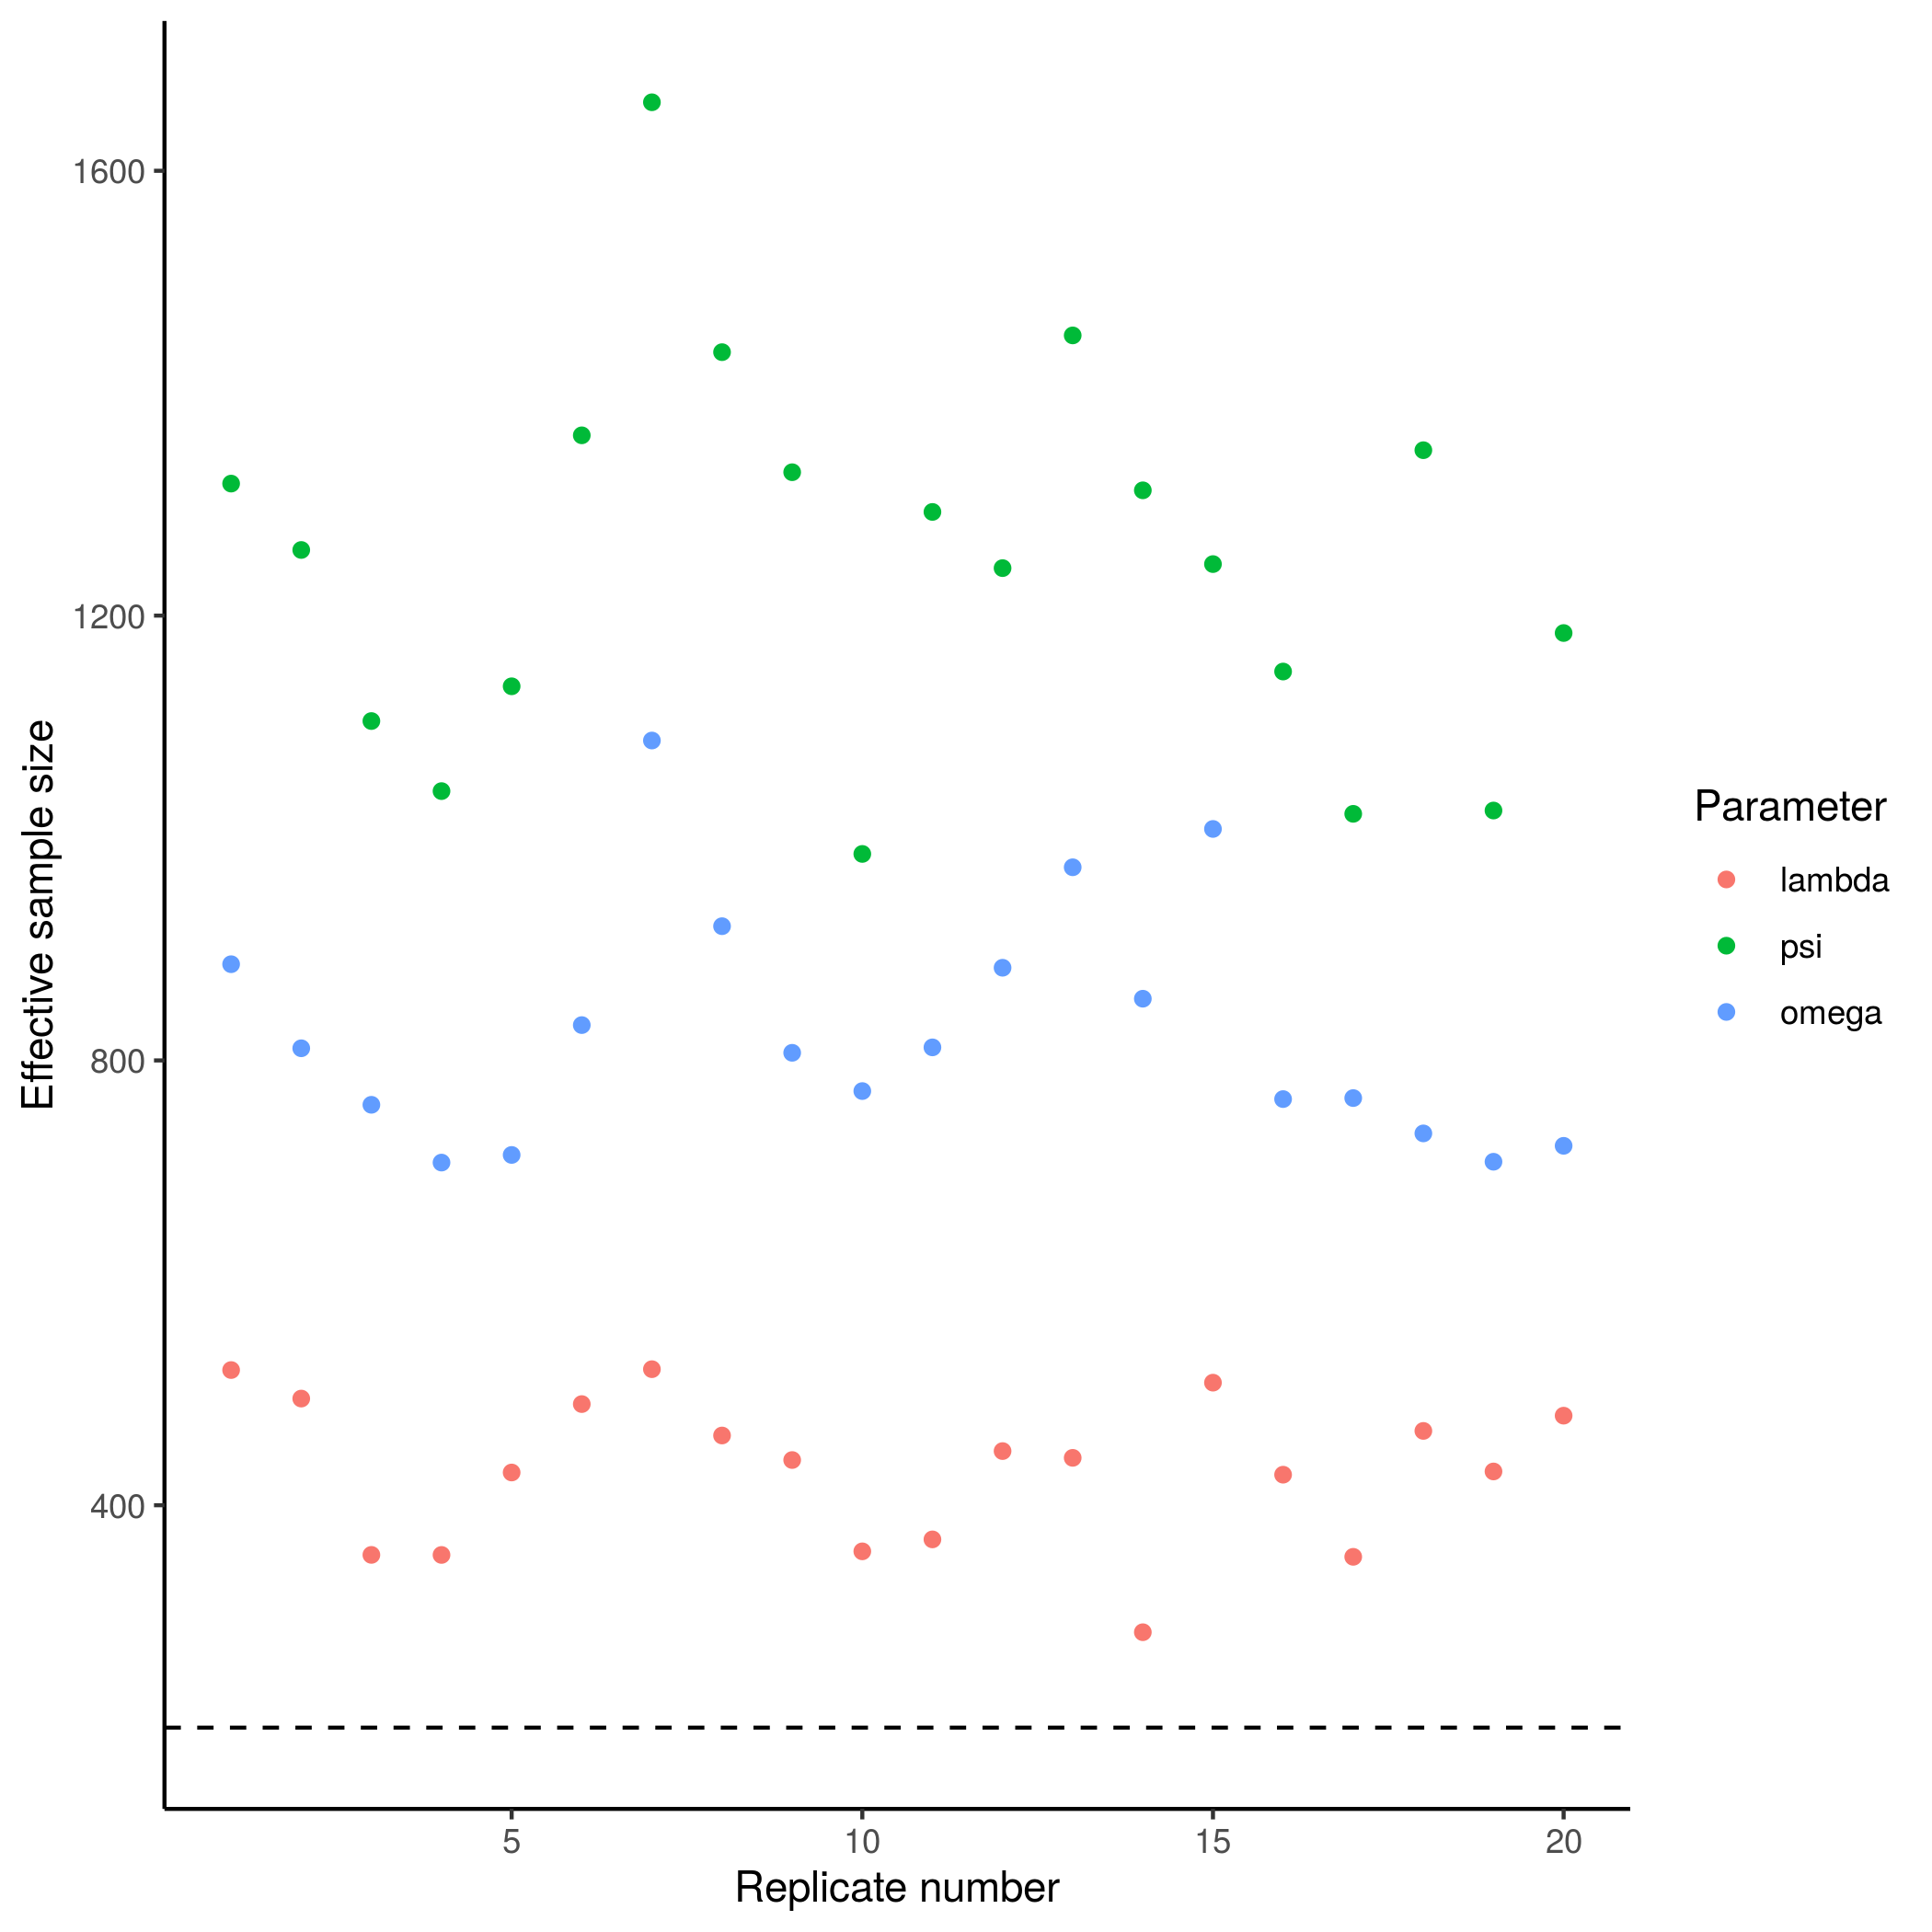 Effective sample size
1600
1200
800
400
5 10 15 20
Replicate number
Parameter
lambda
psi
omega